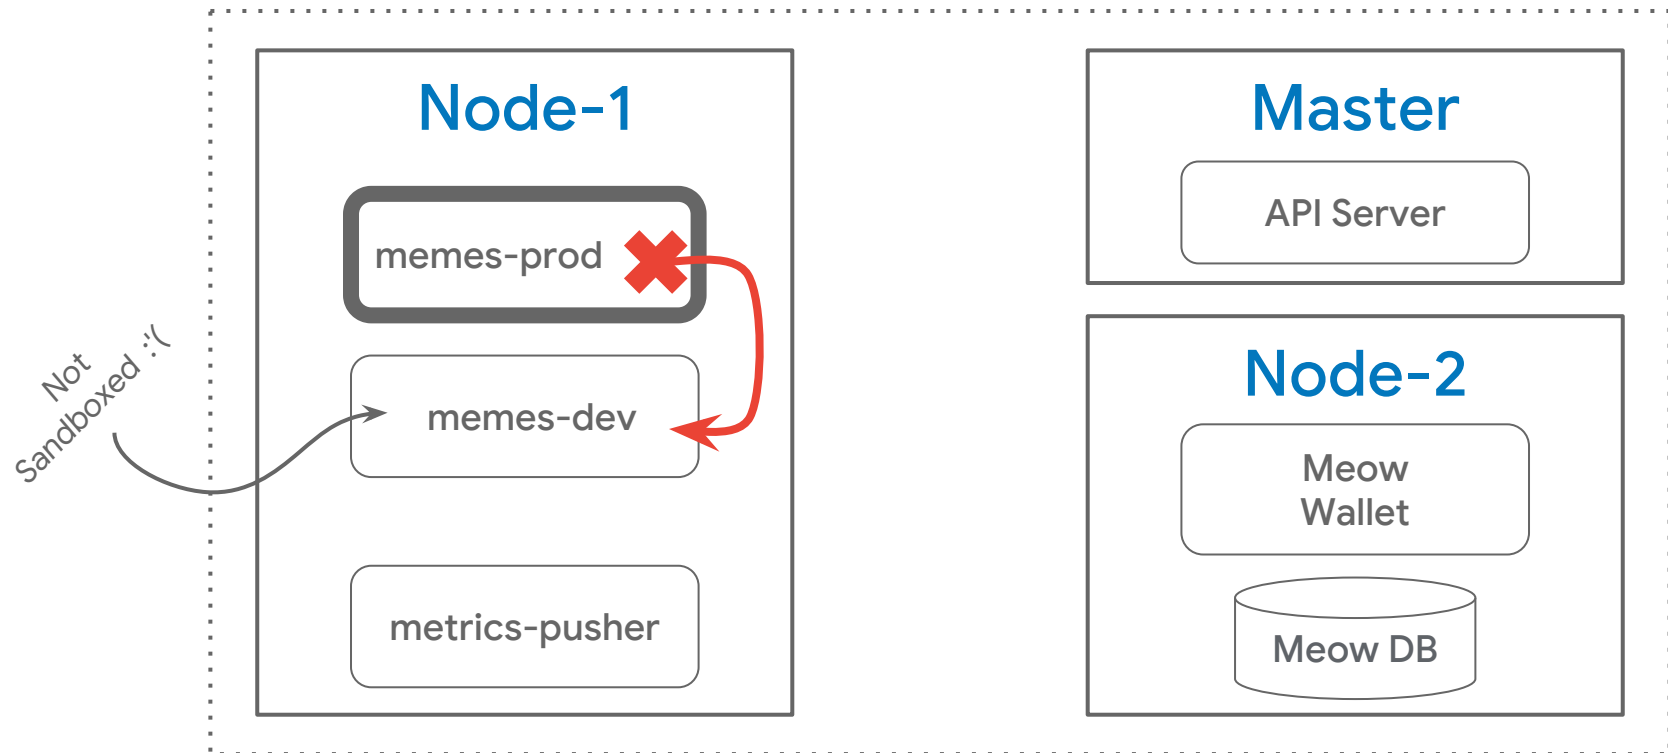 Node-1
memes-prod
Not
Sandboxed :'(
memes-dev
metrics-pusher
Master
API Server
Node-2
Meow
Wallet
Meow DB